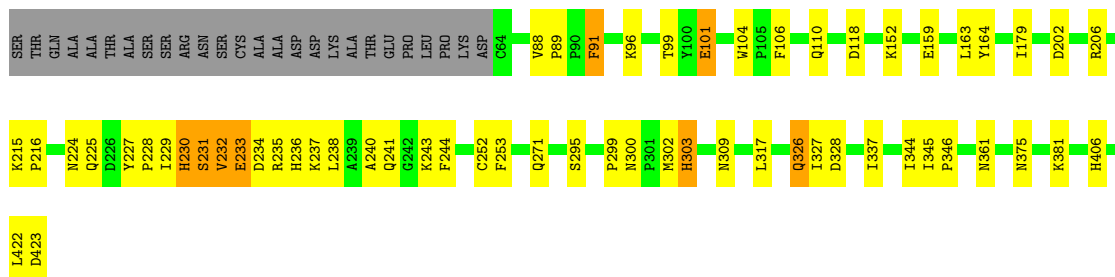 SER THR GLN ALA ALA THR ALA SER SER ARG ASN SER CYS ALA ALA ASP ASP LYS ALA THR GLU PRO LEU PRO LYS ASP C64 V88 P89 P90 F91 K96 T99 Y100 E101 W104 P105 F106 Q110 D118 K152 E159 L163 Y164 I179 D202 R206
K215 P216 N224 Q225 D226 Y227 P228 I229 H230 S231 V232 E233 D234 R235 H236 K237 L238 A239 A240 Q241 G242 K243 F244 C252 F253 Q271 S295 P299 N300 P301 M302 H303 N309 L317 Q326 I327 D328 I337 I344 I345 P346 N361 N375 K381 H406
L422 D423